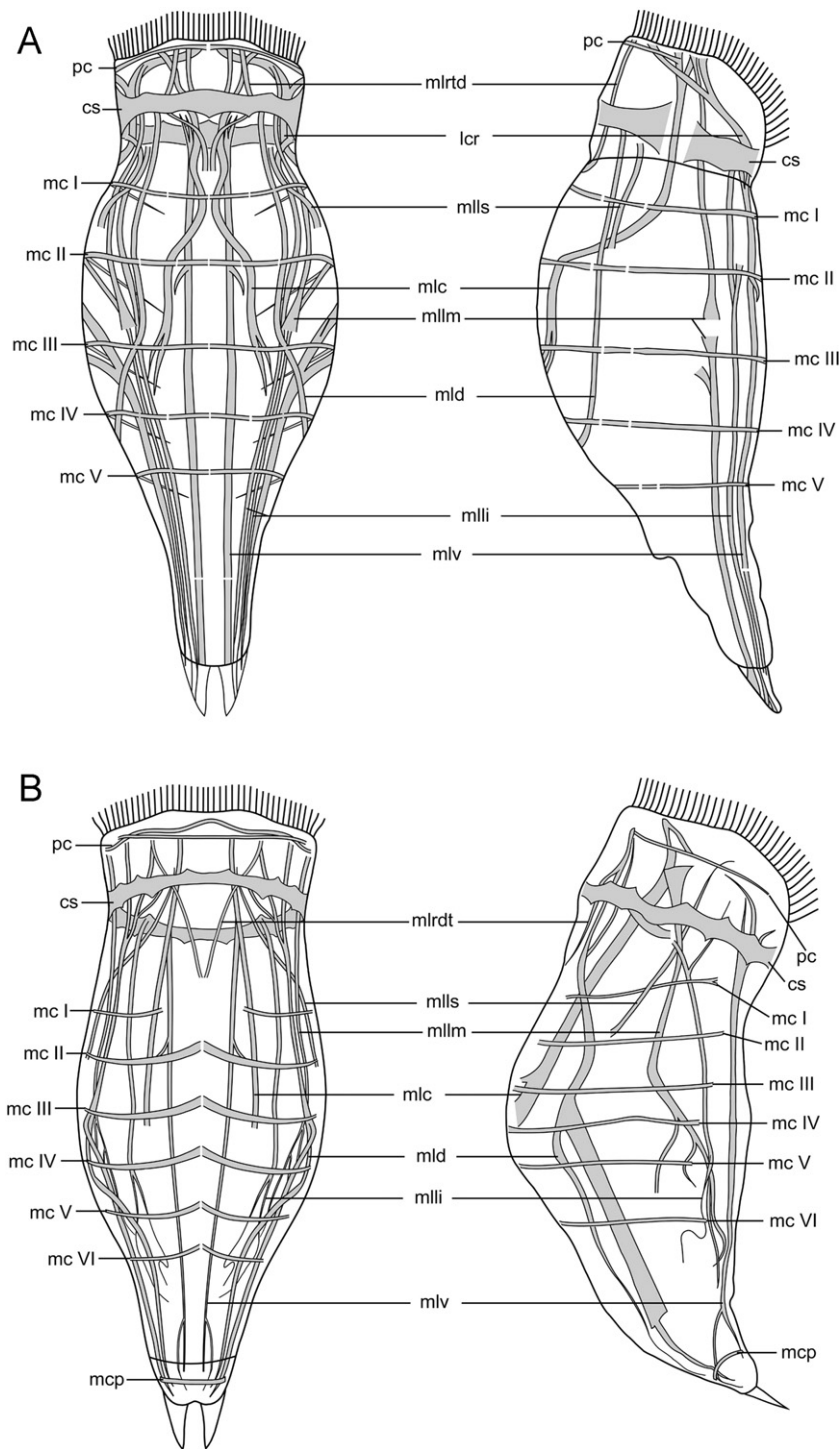 A
pc
cs
mc I
mc II
mc III
mc IV
mc V
mlrtd
lcr
mlls
mlc
mllm
mld
mlli
mlv
pc
cs
mc I
mc II
mc III
mc IV
mc V
B
pc
cs
mc I
mc II
mc III
mc IV
mc V
mc VI
mcp
mlrdt
mlls
mllm
mlc
mld
mlli
mlv
pc
cs
mc I
mc II
mc III
mc IV
mc V
mc VI
mcp